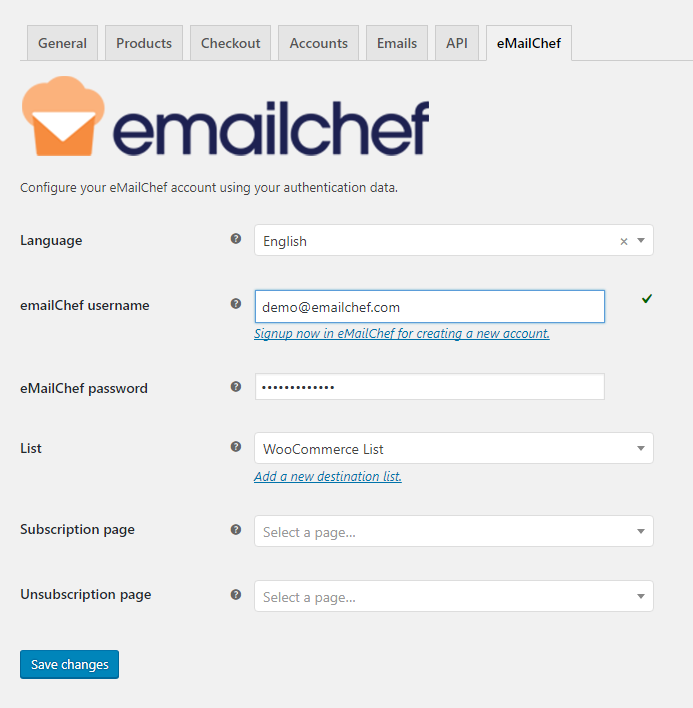 General Products Checkout Accounts Emails API eMailChef
emailchef
Configure your eMailChef account using your authentication data.
Language ? English × 
emailChef username ? demo@emailchef.com
Signup now in eMailChef for creating a new account.
eMailChef password ? •••••••••••••
List ? WooCommerce List
Add a new destination list.
Subscription page ? Select a page...
Unsubscription page ? Select a page...
Save changes